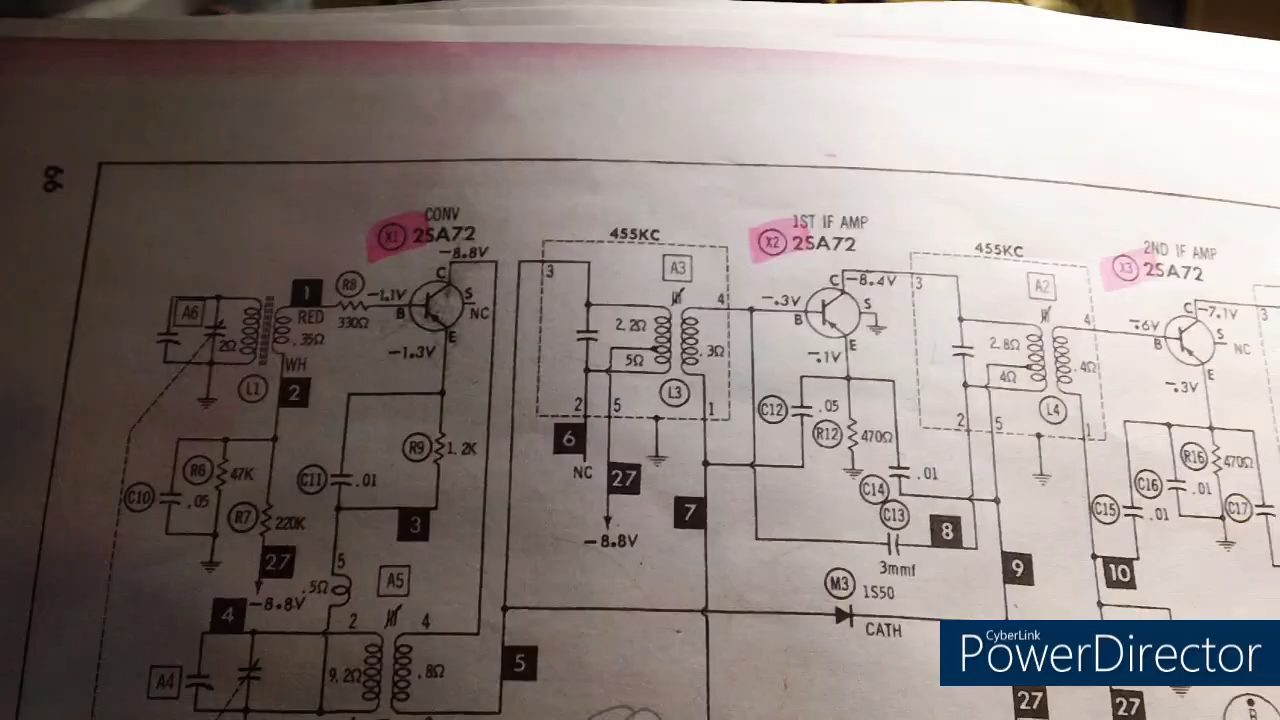 99
CONV
X1 2SA72
-8.8V
C
S
NC
B
E
-1.1V
-1.3V
R8
330Ω
1
RED
A6
2Ω
.35Ω
WH
L1
2
R6
47K
C10
.05
R7
220K
27
-8.8V
C11
.01
R9
1.2K
3
5
.5Ω
A5
4
2
4
A4
9.2Ω
.8Ω
5
455KC
3
A3
4
2.2Ω
5Ω
.3Ω
L3
2
5
1
6
NC
27
-8.8V
7
1ST IF AMP
X2 2SA72
-8.4V
C
S
B
E
-.3V
-.1V
C12
.05
R12
470Ω
C14
.01
C13
3mmf
8
M3
1S50
CATH
455KC
3
A2
4
2.8Ω
4Ω
.4Ω
L4
2
5
1
9
10
2ND IF AMP
X3 2SA72
-7.1V
C
S
NC
B
E
-.6V
-.3V
3
R16
470Ω
C16
.01
C15
.01
C17
27
27
B
CyberLink
PowerDirector